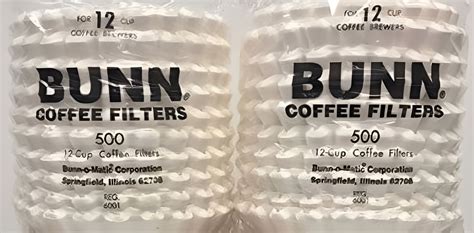 FOR 12 CUP
COFFEE BREWERS
BUNN®
COFFEE FILTERS
500
12-Cup Coffee Filters
Bunn-o-Matic Corporation
Springfield, Illinois 62708
REG.
6001
FOR 12 CUP
COFFEE BREWERS
BUNN®
COFFEE FILTERS
500
12-Cup Coffee Filters
Bunn-o-Matic Corporation
Springfield, Illinois 62708
REG.
6001